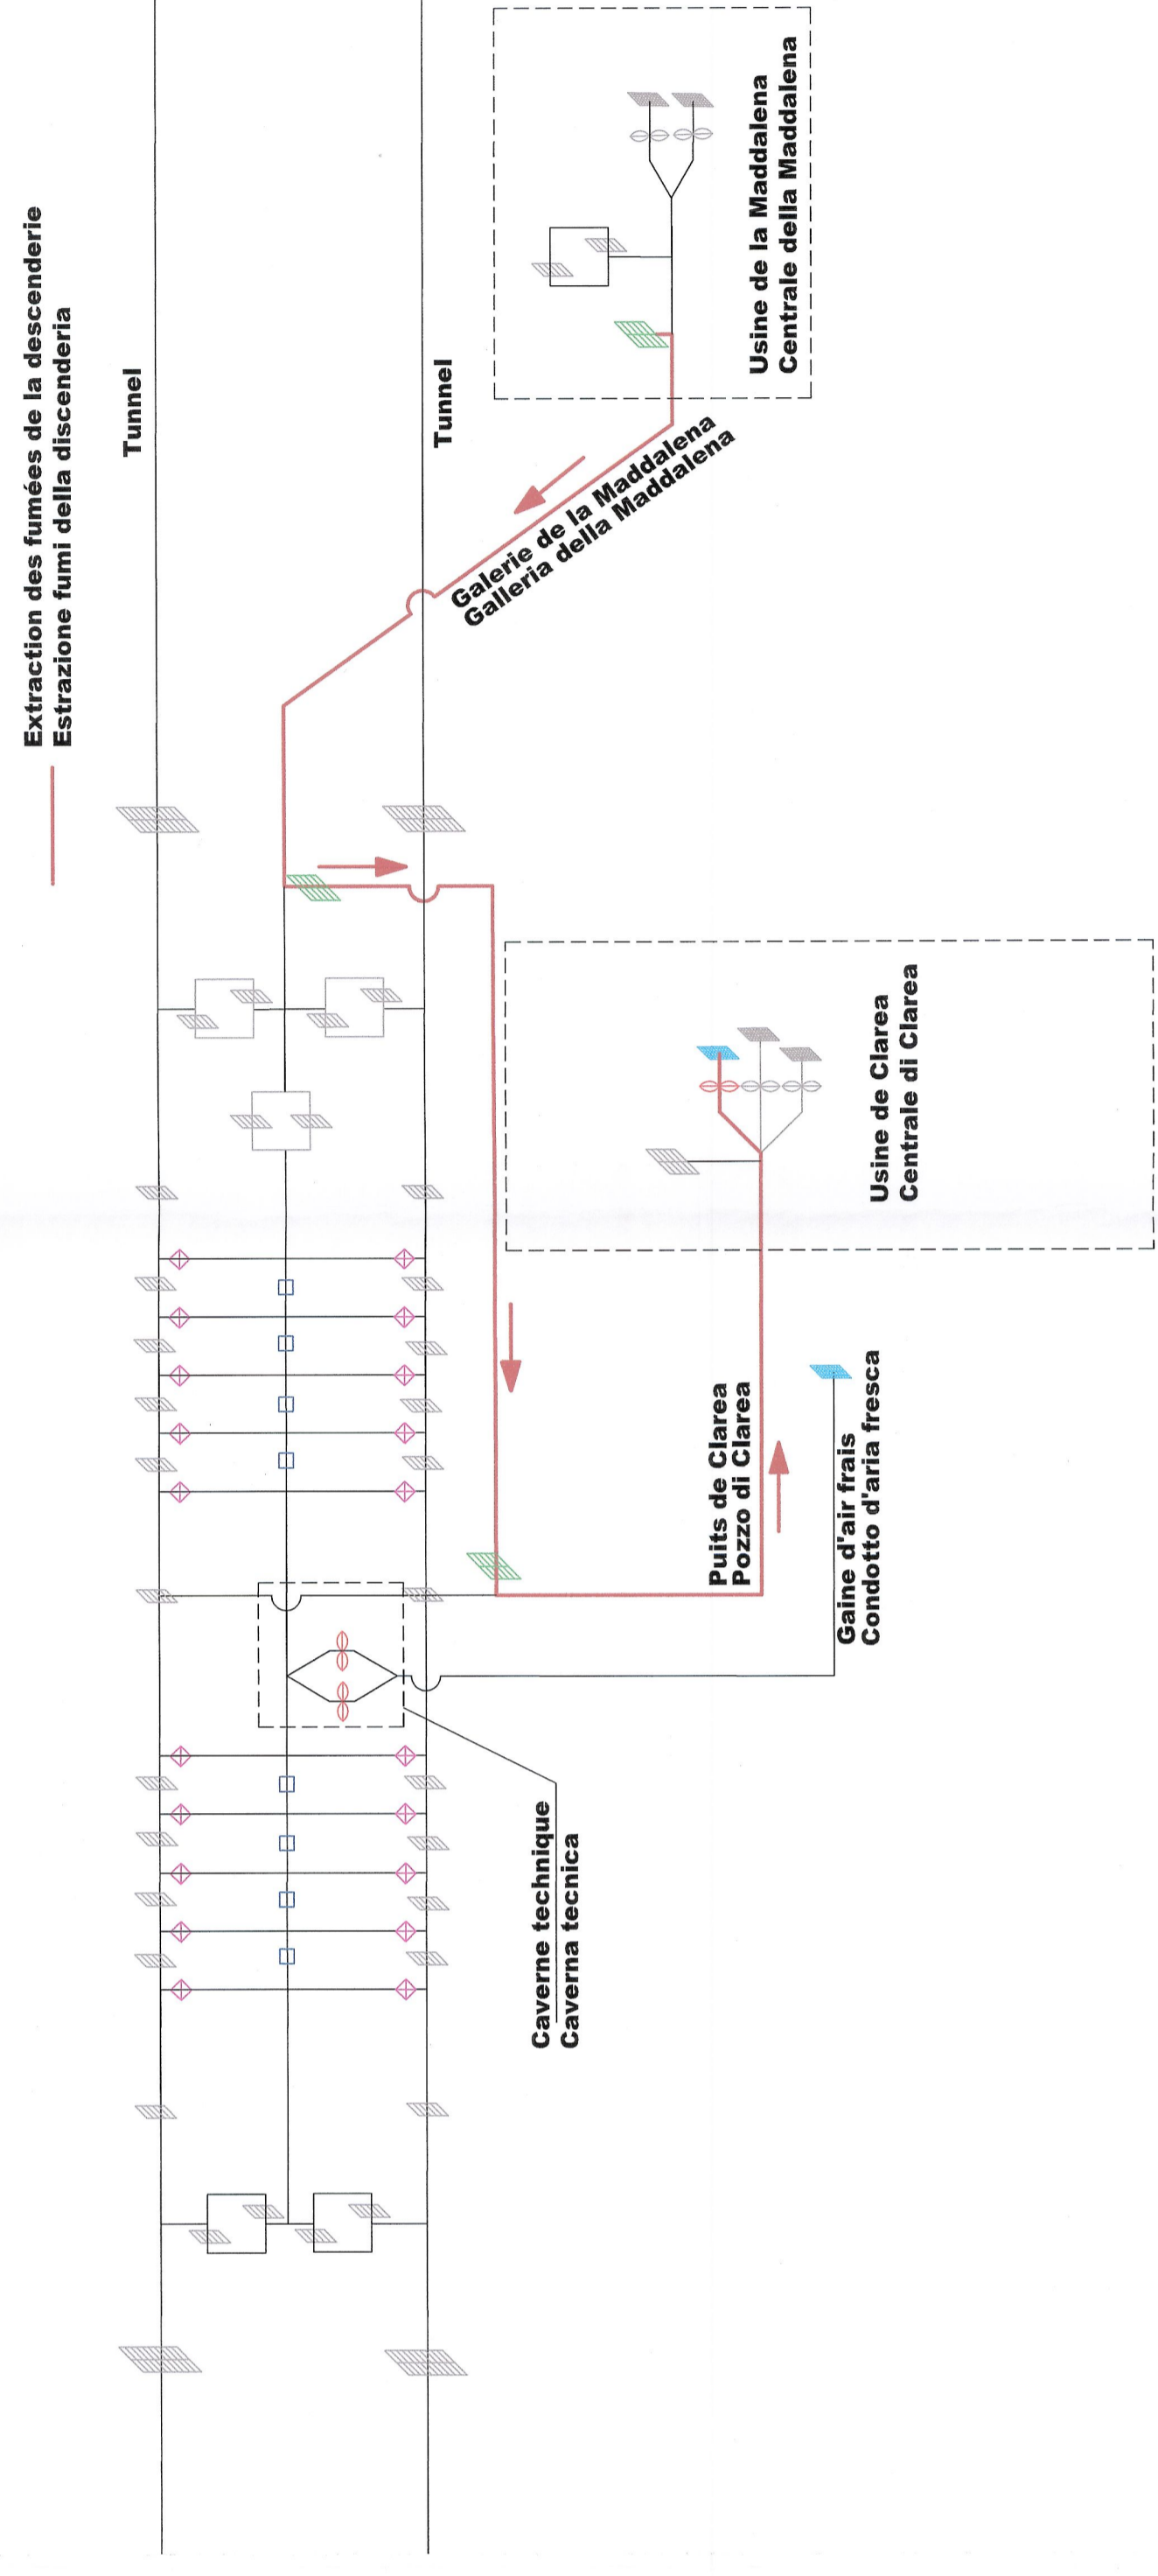 Extraction des fumées de la descenderie
Estrazione fumi della discenderia
Tunnel
Tunnel
Usine de la Maddalena
Centrale della Maddalena
Galerie de la Maddalena
Galleria della Maddalena
Usine de Clarea
Centrale di Clarea
Puits de Clarea
Pozzo di Clarea
Gaine d'air frais
Condotto d'aria fresca
Caverne technique
Caverna tecnica